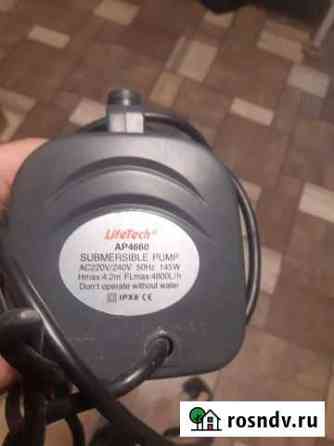 LifeTech®
AP4660
SUBMERSIBLE PUMP
AC220V/240V 50Hz 145W
Hmax:4.2m FLmax:4800L/h
Don't operate without water
IPX8 CE
rosndv.ru